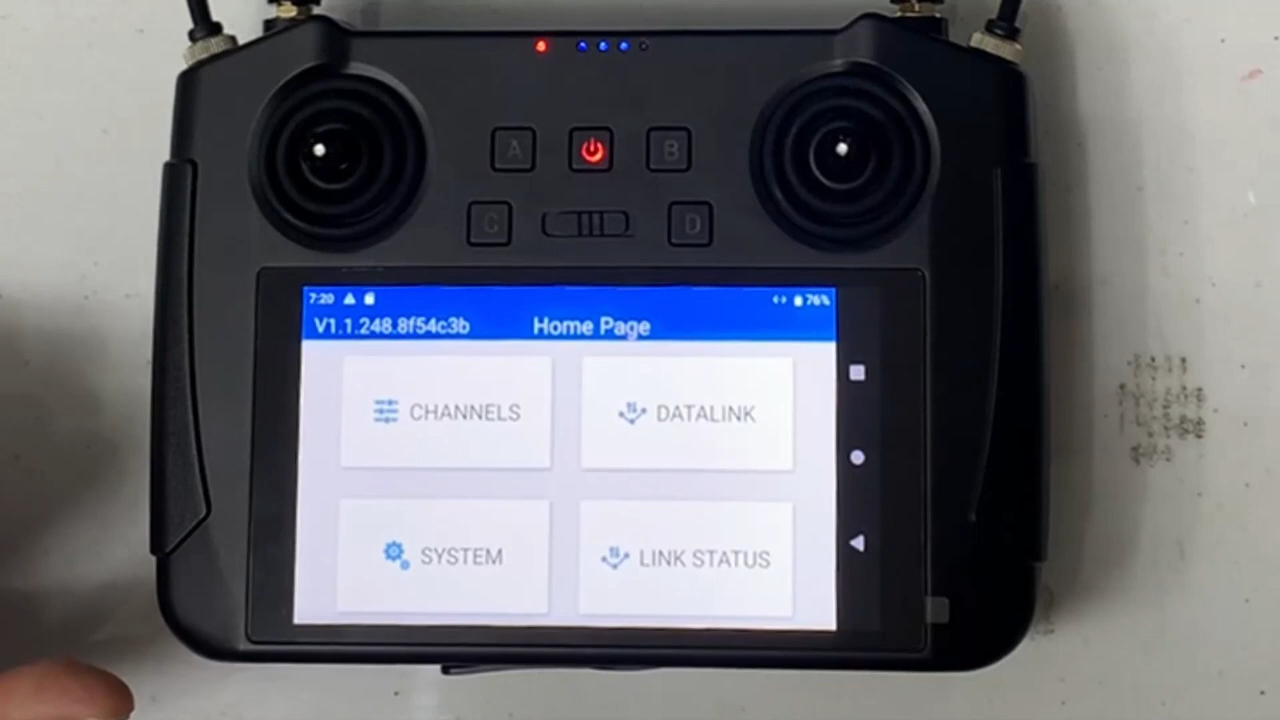 A B
C D
7:20 76%
V1.1.248.8f54c3b Home Page
CHANNELS DATALINK
SYSTEM LINK STATUS